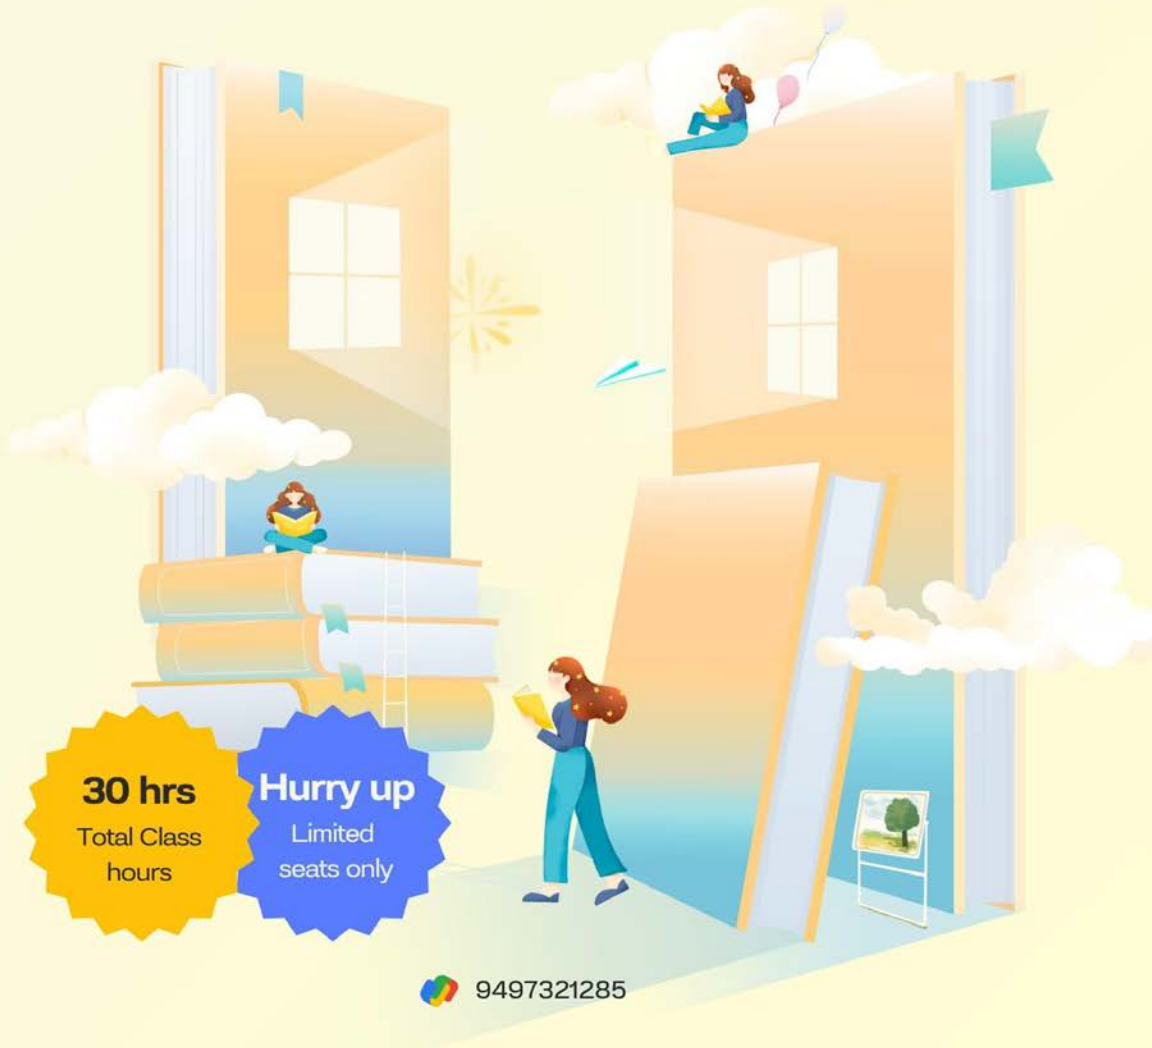 30 hrs
Total Class
hours
Hurry up
Limited
seats only
9497321285